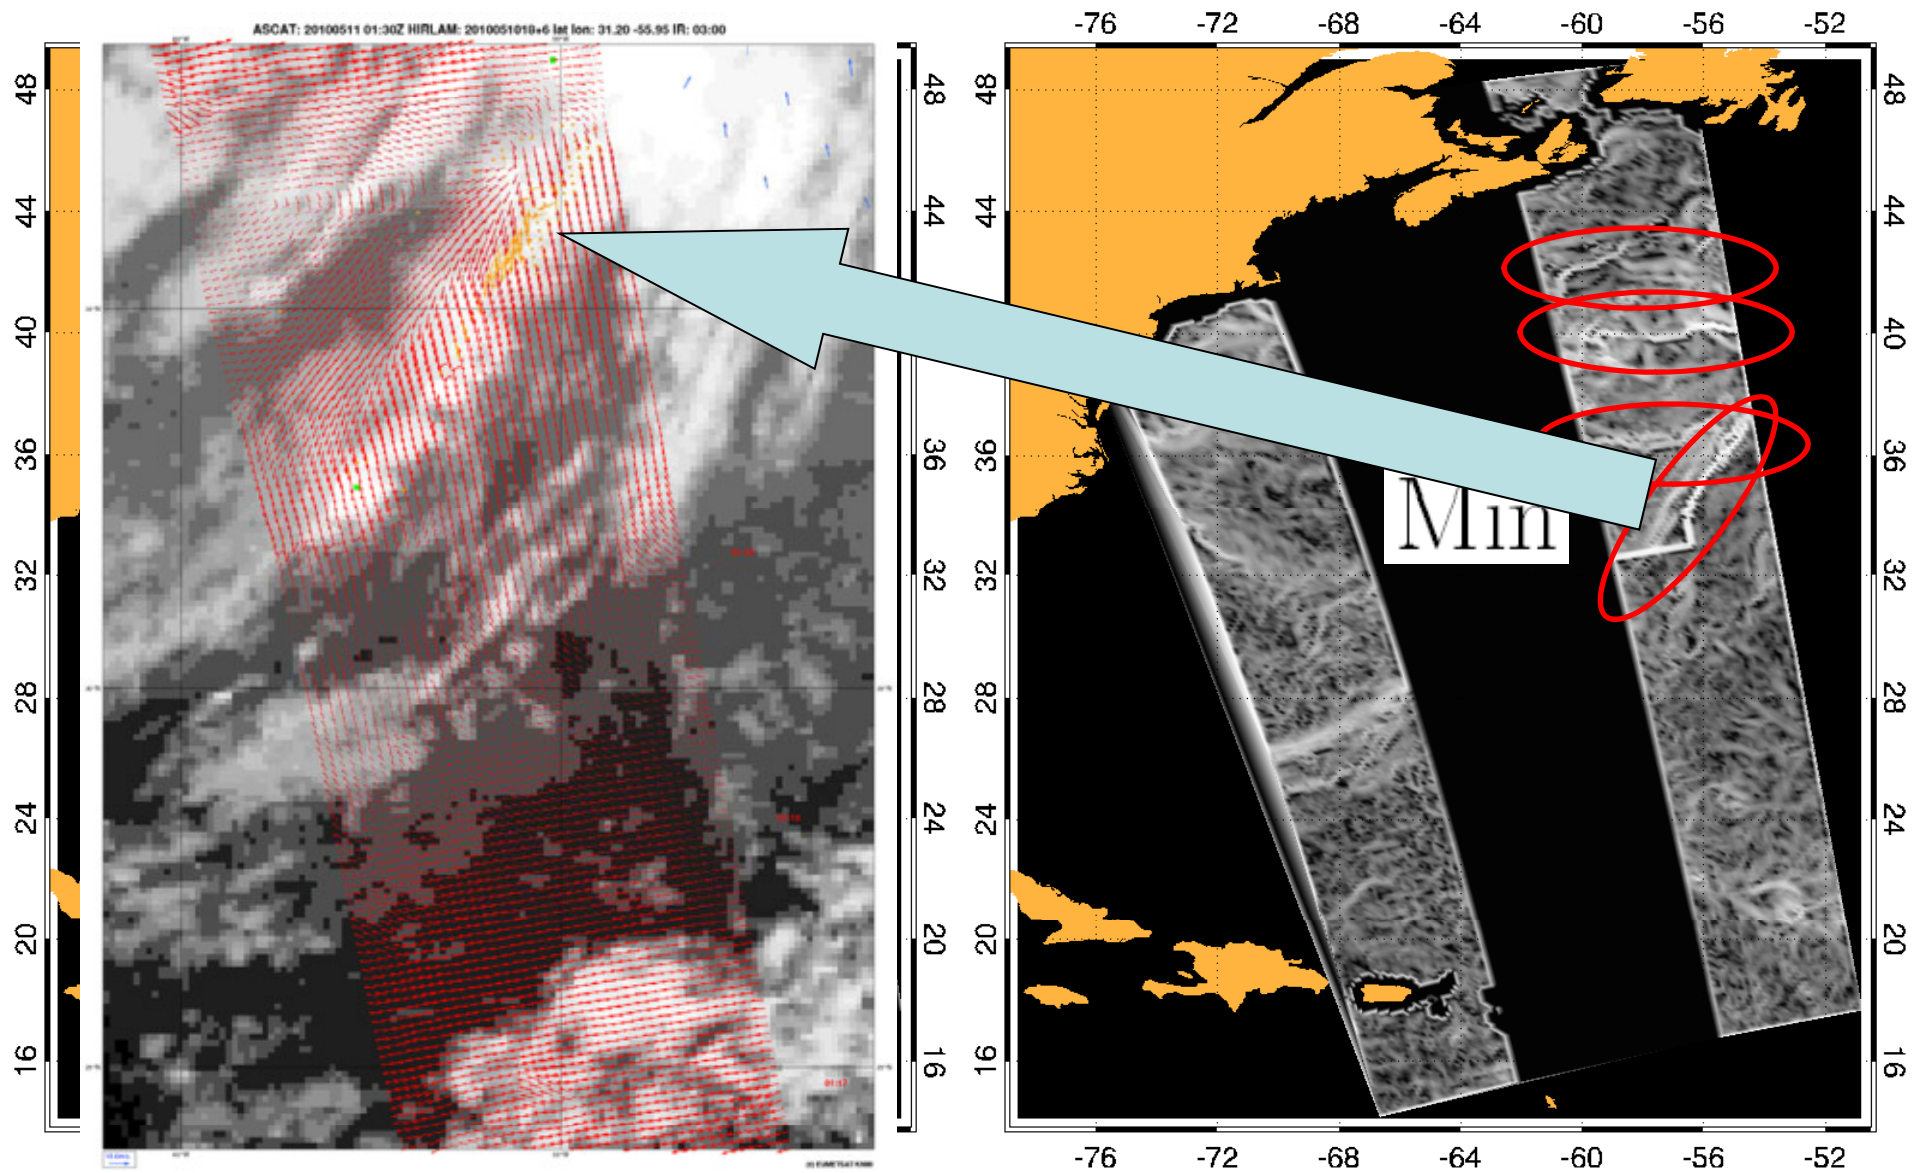 ASCAT: 20100511 01:30Z HIRLAM: 2010051018+6 lat lon: 31.20 -55.95 IR: 03:00
-76 -72 -68 -64 -60 -56 -52
48 48 48 48
44 44 44 44
40 40 40
36 36 36 36
Min
32 32 32 32
28 28 28 28
24 24 24 24
20 20 20 20
16 16 16 16
01:17
-76 -72 -68 -64 -60 -56 -52